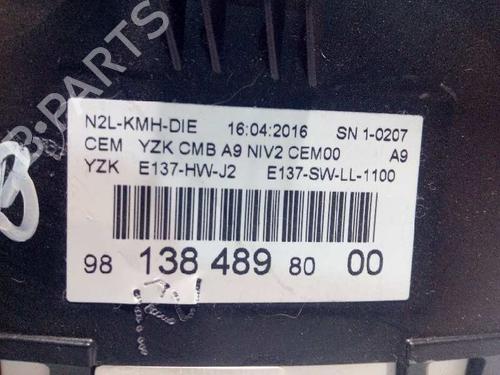 B-PARTS
N2L-KMH-DIE 16:04:2016 SN 1-0207
CEM YZK CMB A9 NIV2 CEM00 A9
YZK E137-HW-J2 E137-SW-LL-1100
98 138 489 80 00